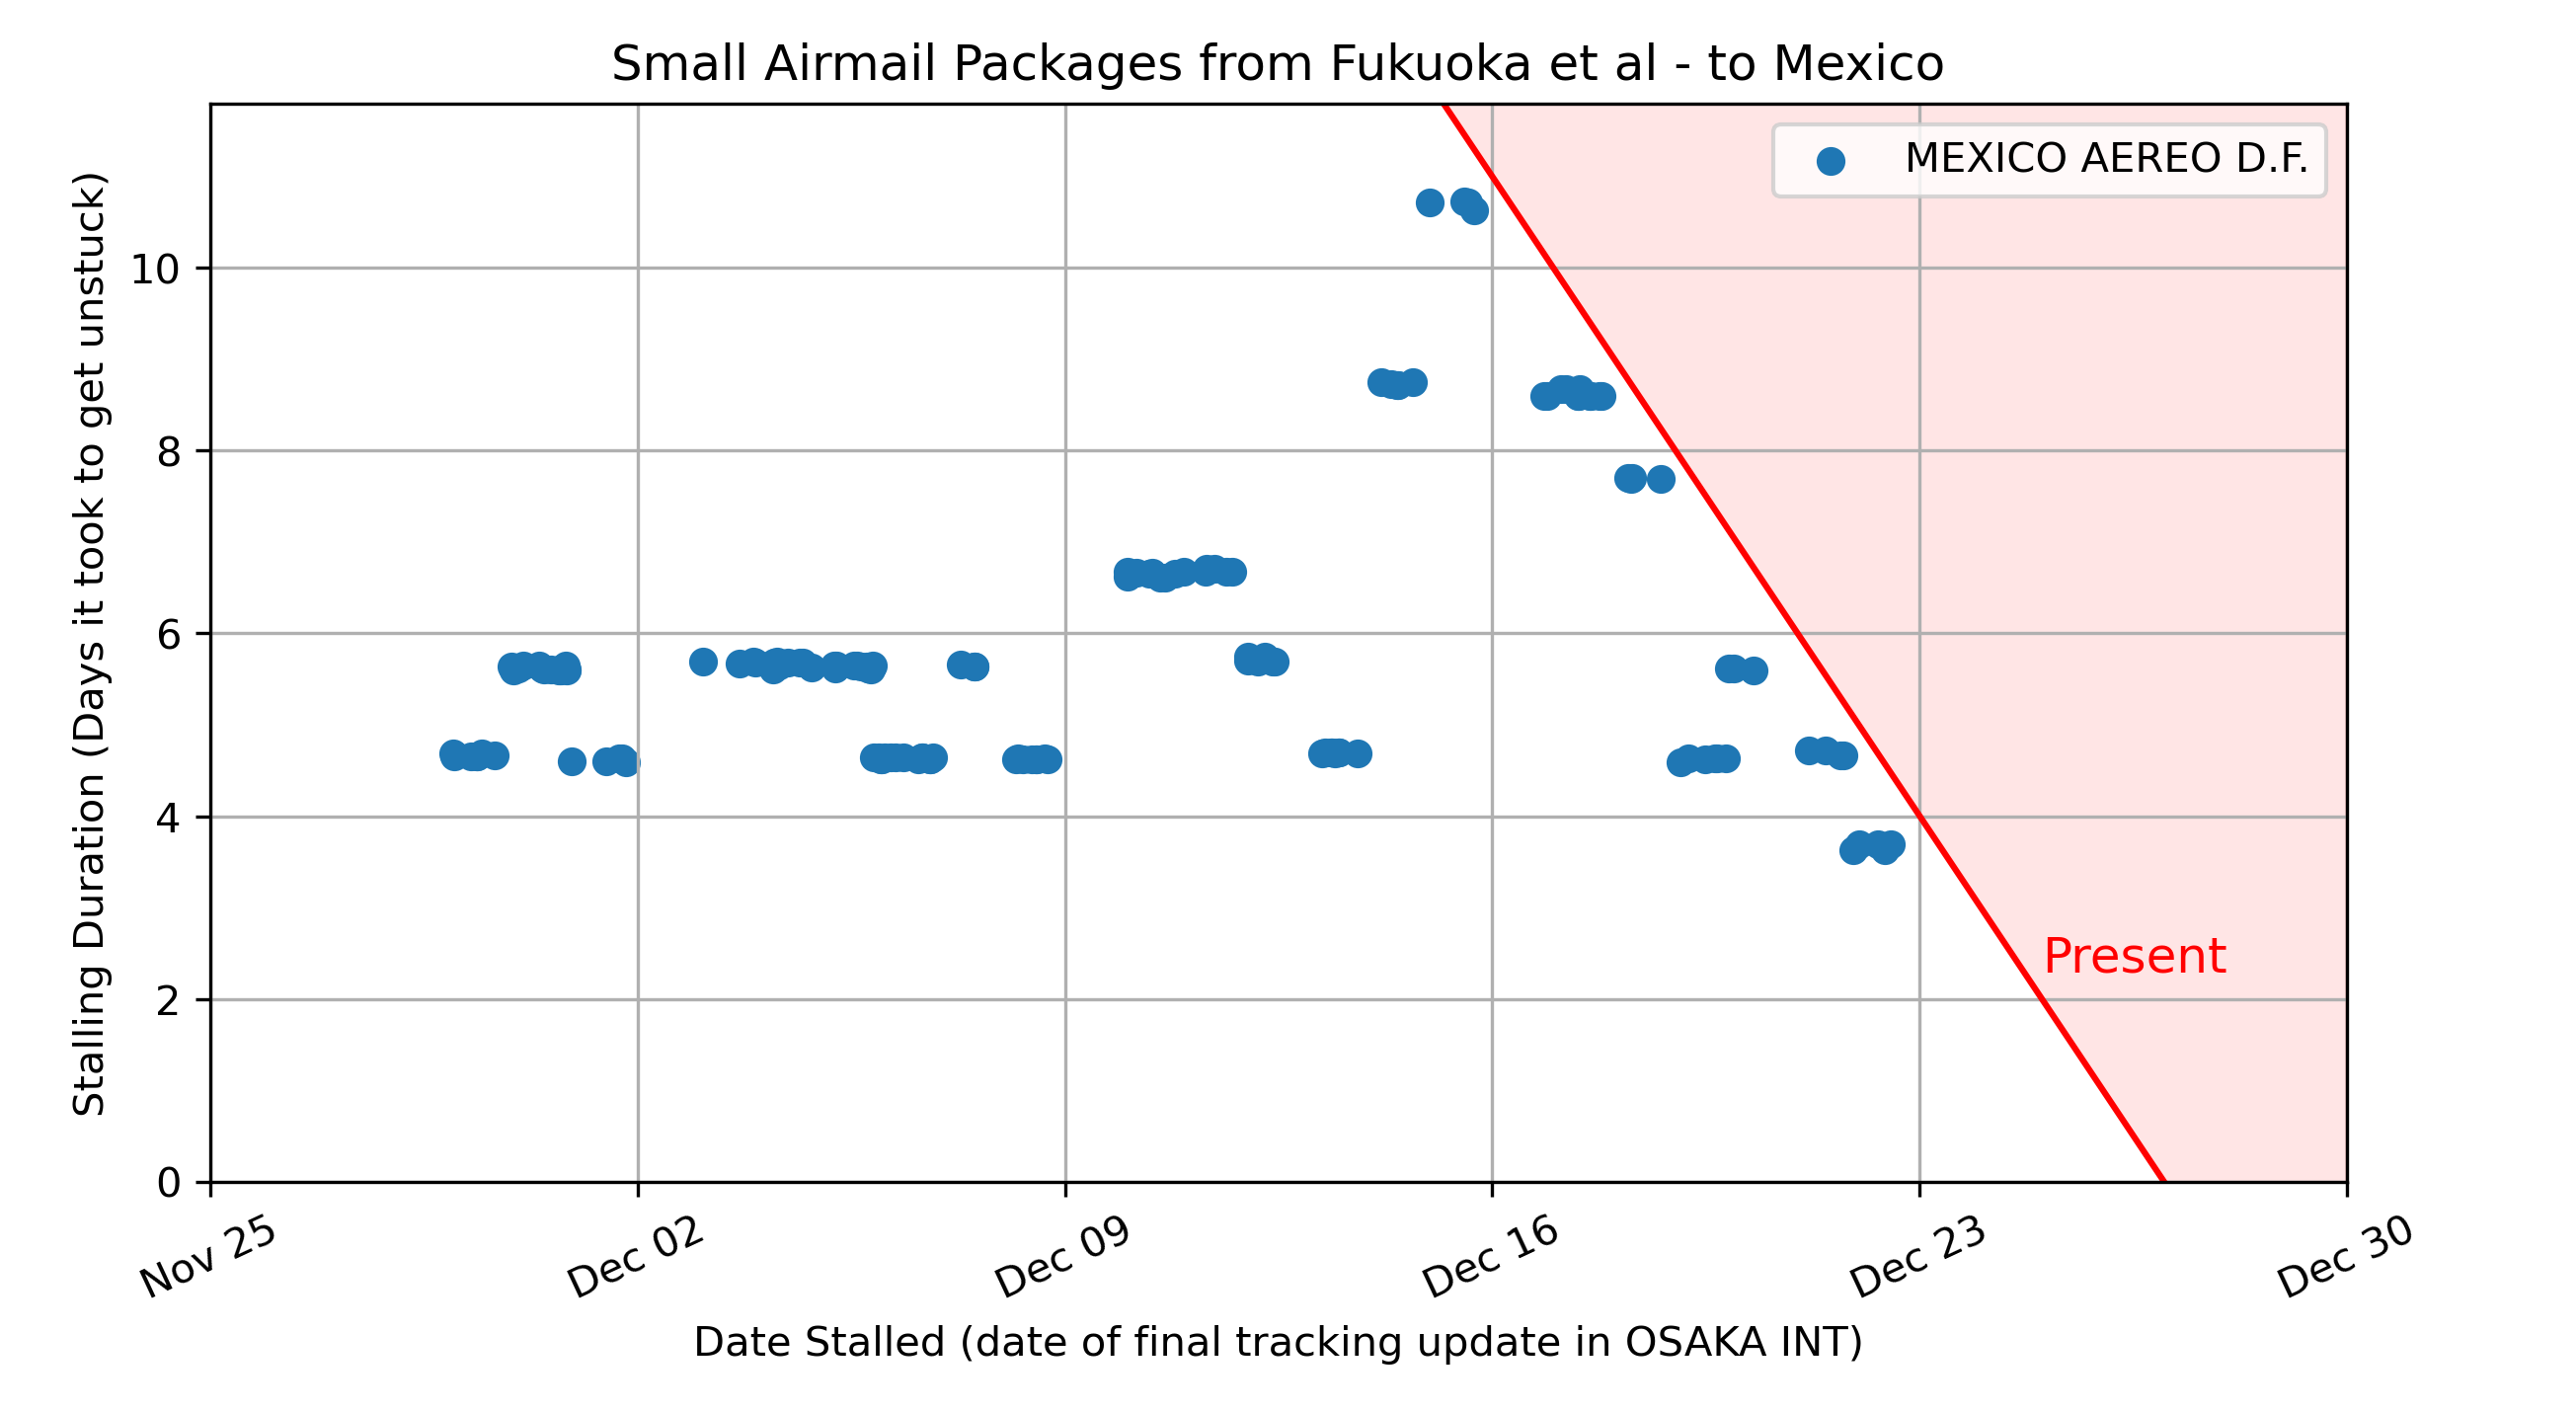 Small Airmail Packages from Fukuoka et al - to Mexico
MEXICO AEREO D.F.
Stalling Duration (Days it took to get unstuck)
10
8
6
4
2
0
Present
Nov 25
Dec 02
Dec 09
Dec 16
Dec 23
Dec 30
Date Stalled (date of final tracking update in OSAKA INT)